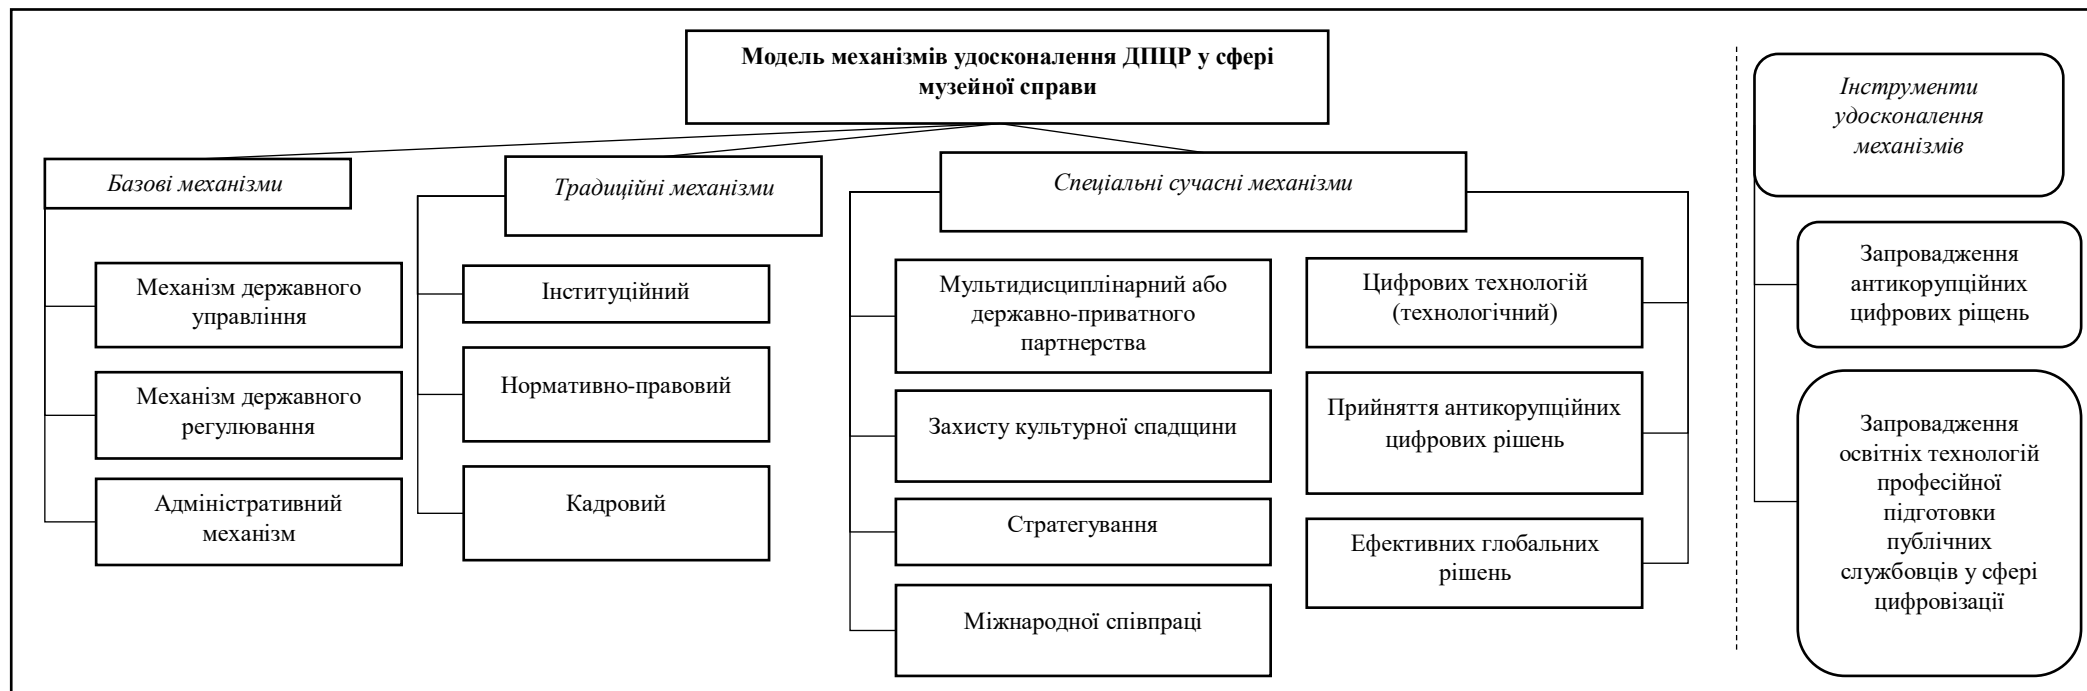 Модель механізмів удосконалення ДПЦР у сфері
музейної справи
Базові механізми
Механізм державного
управління
Механізм державного
регулювання
Адміністративний
механізм
Традиційні механізми
Інституційний
Нормативно-правовий
Кадровий
Спеціальні сучасні механізми
Мультидисциплінарний або
державно-приватного
партнерства
Захисту культурної спадщини
Стратегування
Міжнародної співпраці
Цифрових технологій
(технологічний)
Прийняття антикорупційних
цифрових рішень
Ефективних глобальних
рішень
Інструменти
удосконалення
механізмів
Запровадження
антикорупційних
цифрових ріщень
Запровадження
освітніх технологій
професійної
підготовки
публічних
службовців у сфері
цифровізації